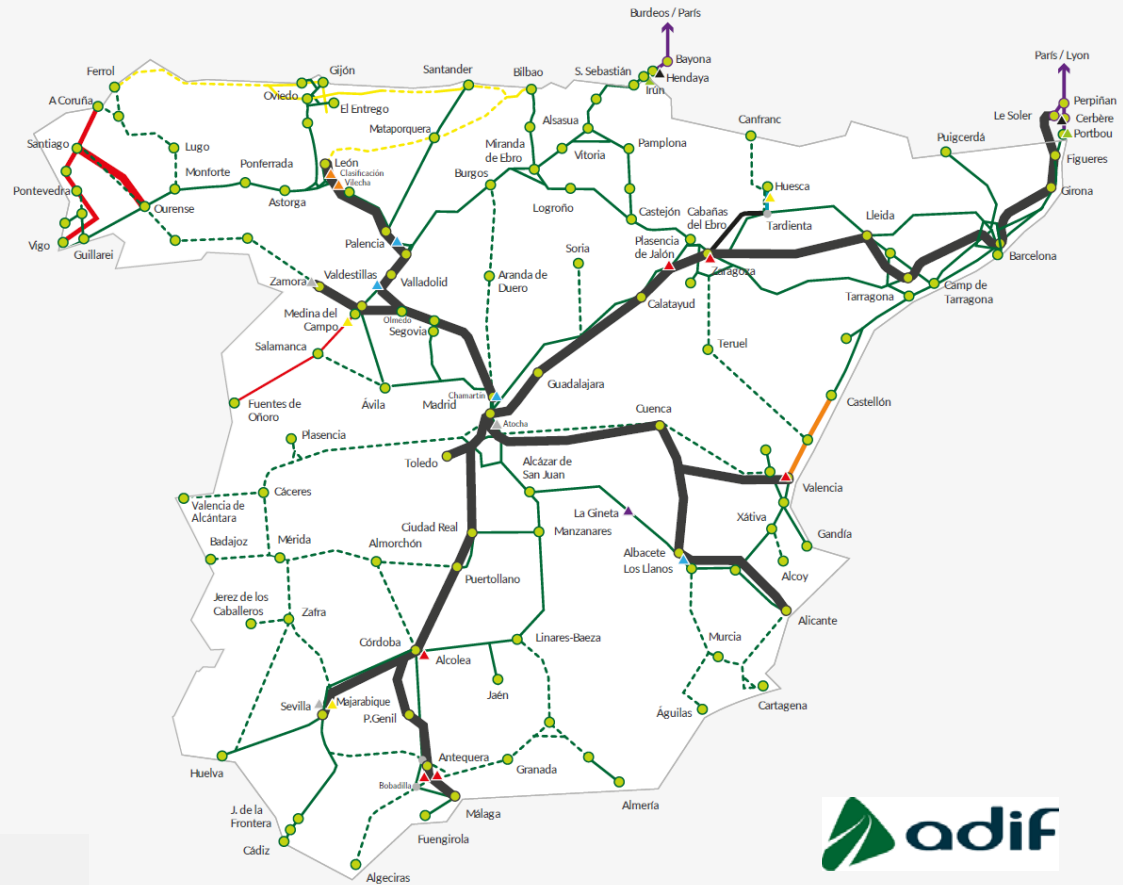 Burdeos / París
París / Lyon
Bayona
Hendaya
Irún
S. Sebastián
Bilbao
Santander
Gijón
Ferrol
Oviedo
El Entrego
A Coruña
Perpiñan
Le Soler
Cerbère
Portbou
Canfranc
Alsasua
Mataporquera
Puigcerdá
Santiago
Lugo
Miranda
de Ebro
Vitoria
Pamplona
Figueres
León
Clasificación
Vilecha
Ponferrada
Monforte
Burgos
Pontevedra
Astorga
Huesca
Girona
Ourense
Logroño
Castejón
Cabañas
del Ebro
Tardienta
Lleida
Vigo
Guillarei
Palencia
Soria
Plasencia
de Jalón
Zaragoza
Barcelona
Valdestillas
Valladolid
Aranda de
Duero
Zamora
Calatayud
Tarragona
Camp de
Tarragona
Medina del
Campo
Olmedo
Segovia
Salamanca
Teruel
Guadalajara
Fuentes de
Oñoro
Ávila
Madrid
Chamartín
Castellón
Atocha
Cuenca
Plasencia
Toledo
Alcázar de
San Juan
Valencia
Cáceres
Valencia de
Alcántara
La Gineta
Xátiva
Ciudad Real
Manzanares
Gandía
Badajoz
Mérida
Almorchón
Albacete
Los Llanos
Alcoy
Puertollano
Jerez de los
Caballeros
Zafra
Alicante
Córdoba
Linares-Baeza
Murcia
Alcolea
Jaén
Sevilla
Majarabique
P.Genil
Águilas
Cartagena
Antequera
Granada
Huelva
Bobadilla
Almería
J. de la
Frontera
Málaga
Cádiz
Fuengirola
Algeciras
adif